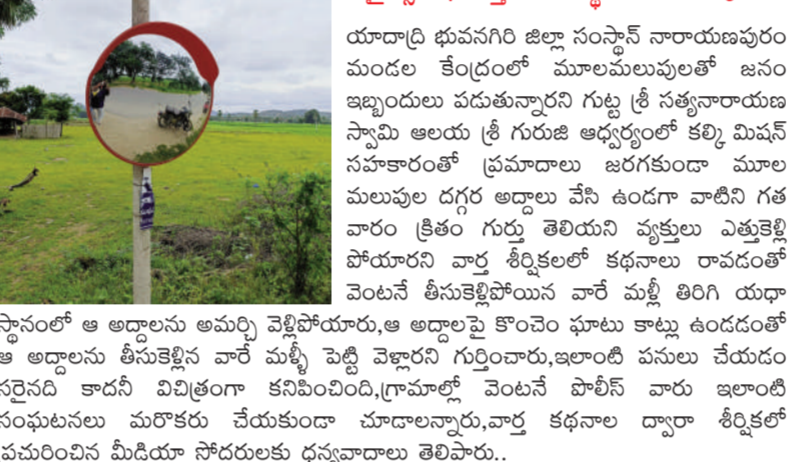 యాదాద్రి భువనగిరి జిల్లా సంస్థాన్ నారాయణపురం
మండల కేంద్రంలో మూలమలుపులతో జనం
ఇబ్బందులు పడుతున్నారని గుట్ట శ్రీ సత్యనారాయణ
స్వామి ఆలయ శ్రీ గురుజి ఆధ్వర్యంలో కల్కి మిషన్
సహకారంతో ప్రమాదాలు జరగకుండా మూల
మలుపుల దగ్గర అద్దాలు వేసి ఉండగా వాటిని గత
వారం క్రితం గుర్తు తెలియని వ్యక్తులు ఎత్తుకెళ్లి
పోయారని వార్త శీర్షికలలో కథనాలు రావడంతో
వెంటనే తీసుకెళ్లిపోయిన వారే మళ్లీ తిరిగి యధా
స్థానంలో ఆ అద్దాలను అమర్చి వెళ్లిపోయారు,ఆ అద్దాలపై కొంచెం ఘాటు కాట్లు ఉండడంతో
ఆ అద్దాలను తీసుకెళ్లిన వారే మళ్ళీ పెట్టి వెళ్లారని గుర్తించారు,ఇలాంటి పనులు చేయడం
సరైనది కాదనీ విచిత్రంగా కనిపించింది,గ్రామాల్లో వెంటనే పోలీస్ వారు ఇలాంటి
సంఘటనలు మరొకరు చేయకుండా చూడాలన్నారు,వార్త కథనాల ద్వారా శీర్షికలో
ప్రచురించిన మీడియా సోదరులకు ధన్యవాదాలు తెలిపారు..